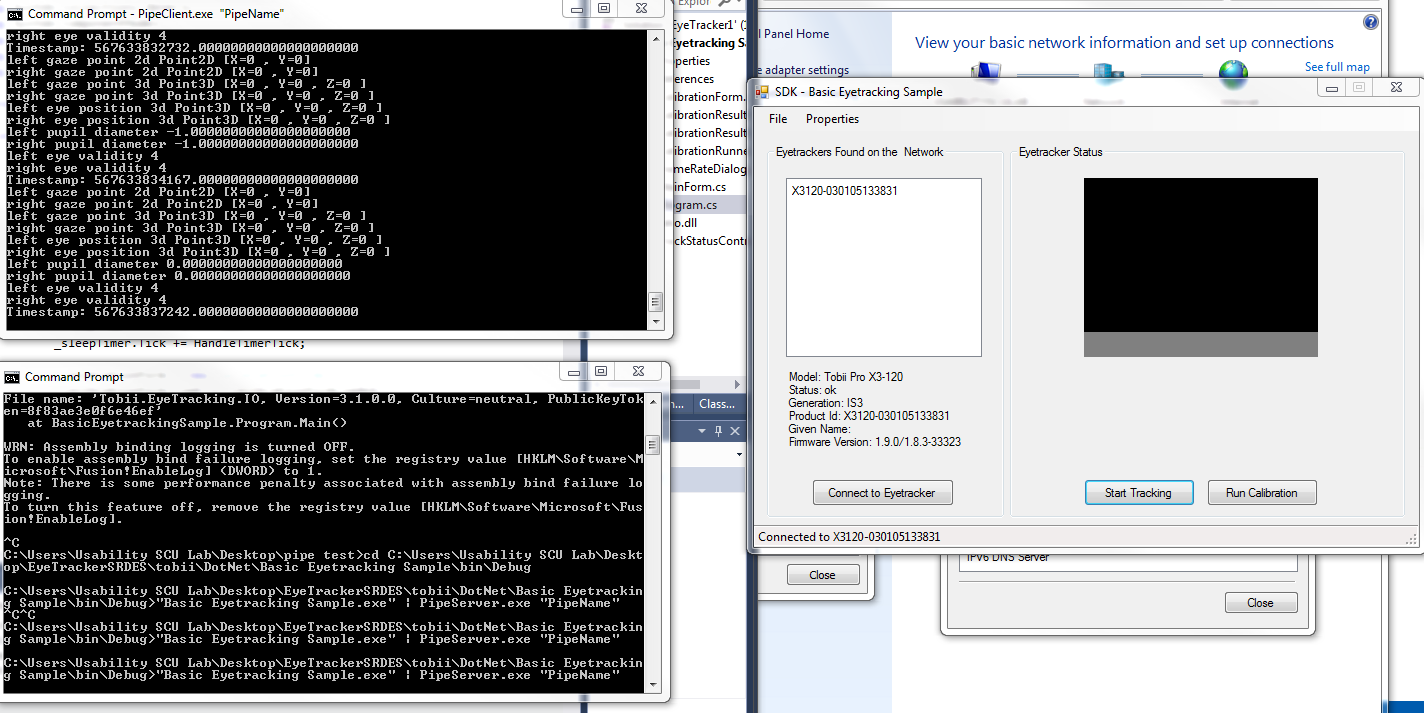 Command Prompt - PipeClient.exe "PipeName"
right eye validity 4
Timestamp: 567633832732.00000000000000000000
left gaze point 2d Point2D [X=0 , Y=0]
right gaze point 2d Point2D [X=0 , Y=0]
left gaze point 3d Point3D [X=0 , Y=0 , Z=0 ]
right gaze point 3d Point3D [X=0 , Y=0 , Z=0 ]
left eye position 3d Point3D [X=0 , Y=0 , Z=0 ]
right eye position 3d Point3D [X=0 , Y=0 , Z=0 ]
left pupil diameter -1.00000000000000000000
right pupil diameter -1.00000000000000000000
left eye validity 4
right eye validity 4
Timestamp: 567633834167.00000000000000000000
left gaze point 2d Point2D [X=0 , Y=0]
right gaze point 2d Point2D [X=0 , Y=0]
left gaze point 3d Point3D [X=0 , Y=0 , Z=0 ]
right gaze point 3d Point3D [X=0 , Y=0 , Z=0 ]
left eye position 3d Point3D [X=0 , Y=0 , Z=0 ]
right eye position 3d Point3D [X=0 , Y=0 , Z=0 ]
left pupil diameter 0.00000000000000000000
right pupil diameter 0.00000000000000000000
left eye validity 4
right eye validity 4
Timestamp: 567633837242.00000000000000000000
_sleepTimer.Tick += HandleTimerTick;
Command Prompt
File name: 'Tobii.EyeTracking.IO, Version=3.1.0.0, Culture=neutral, PublicKeyTok
en=8f83ae3e0f6e46ef'
at BasicEyetrackingSample.Program.Main()
WRN: Assembly binding logging is turned OFF.
To enable assembly bind failure logging, set the registry value [HKLM\Software\M
icrosoft\Fusion!EnableLog] (DWORD) to 1.
Note: There is some performance penalty associated with assembly bind failure lo
gging.
To turn this feature off, remove the registry value [HKLM\Software\Microsoft\Fus
ion!EnableLog].
^C
C:\Users\Usability SCU Lab\Desktop\pipe test>cd C:\Users\Usability SCU Lab\Deskt
op\EyeTrackerSRDES\tobii\DotNet\Basic Eyetracking Sample\bin\Debug
C:\Users\Usability SCU Lab\Desktop\EyeTrackerSRDES\tobii\DotNet\Basic Eyetrackin
g Sample\bin\Debug>"Basic Eyetracking Sample.exe" | PipeServer.exe "PipeName"
^C^C
C:\Users\Usability SCU Lab\Desktop\EyeTrackerSRDES\tobii\DotNet\Basic Eyetrackin
g Sample\bin\Debug>"Basic Eyetracking Sample.exe" | PipeServer.exe "PipeName"
C:\Users\Usability SCU Lab\Desktop\EyeTrackerSRDES\tobii\DotNet\Basic Eyetrackin
g Sample\bin\Debug>"Basic Eyetracking Sample.exe" | PipeServer.exe "PipeName"
Explor
EyeTracker1' (
Eyetracking Sa
perties
erences
ibrationForm.
ibrationResult
ibrationResult
ibrationRunne
meRateDialog
inForm.cs
gram.cs
o.dll
ckStatusContr
n...
Class...
l Panel Home
e adapter settings
View your basic network information and set up connections
See full map
SDK - Basic Eyetracking Sample
File
Properties
Eyetrackers Found on the Network
X3120-030105133831
Model: Tobii Pro X3-120
Status: ok
Generation: IS3
Product Id: X3120-030105133831
Given Name:
Firmware Version: 1.9.0/1.8.3-33323
Connect to Eyetracker
Eyetracker Status
Start Tracking
Run Calibration
Connected to X3120-030105133831
IPv6 DNS Server
Close
Close